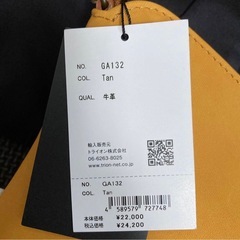 NO. GA132
COL. Tan
QUAL. 牛革
輸入販売元
トライオン株式会社
06-6263-8025
www.trion-net.co.jp
NO. GA132
COL. Tan
4 589579 727748
本体価格 ¥22,000
税込価格 ¥24,200